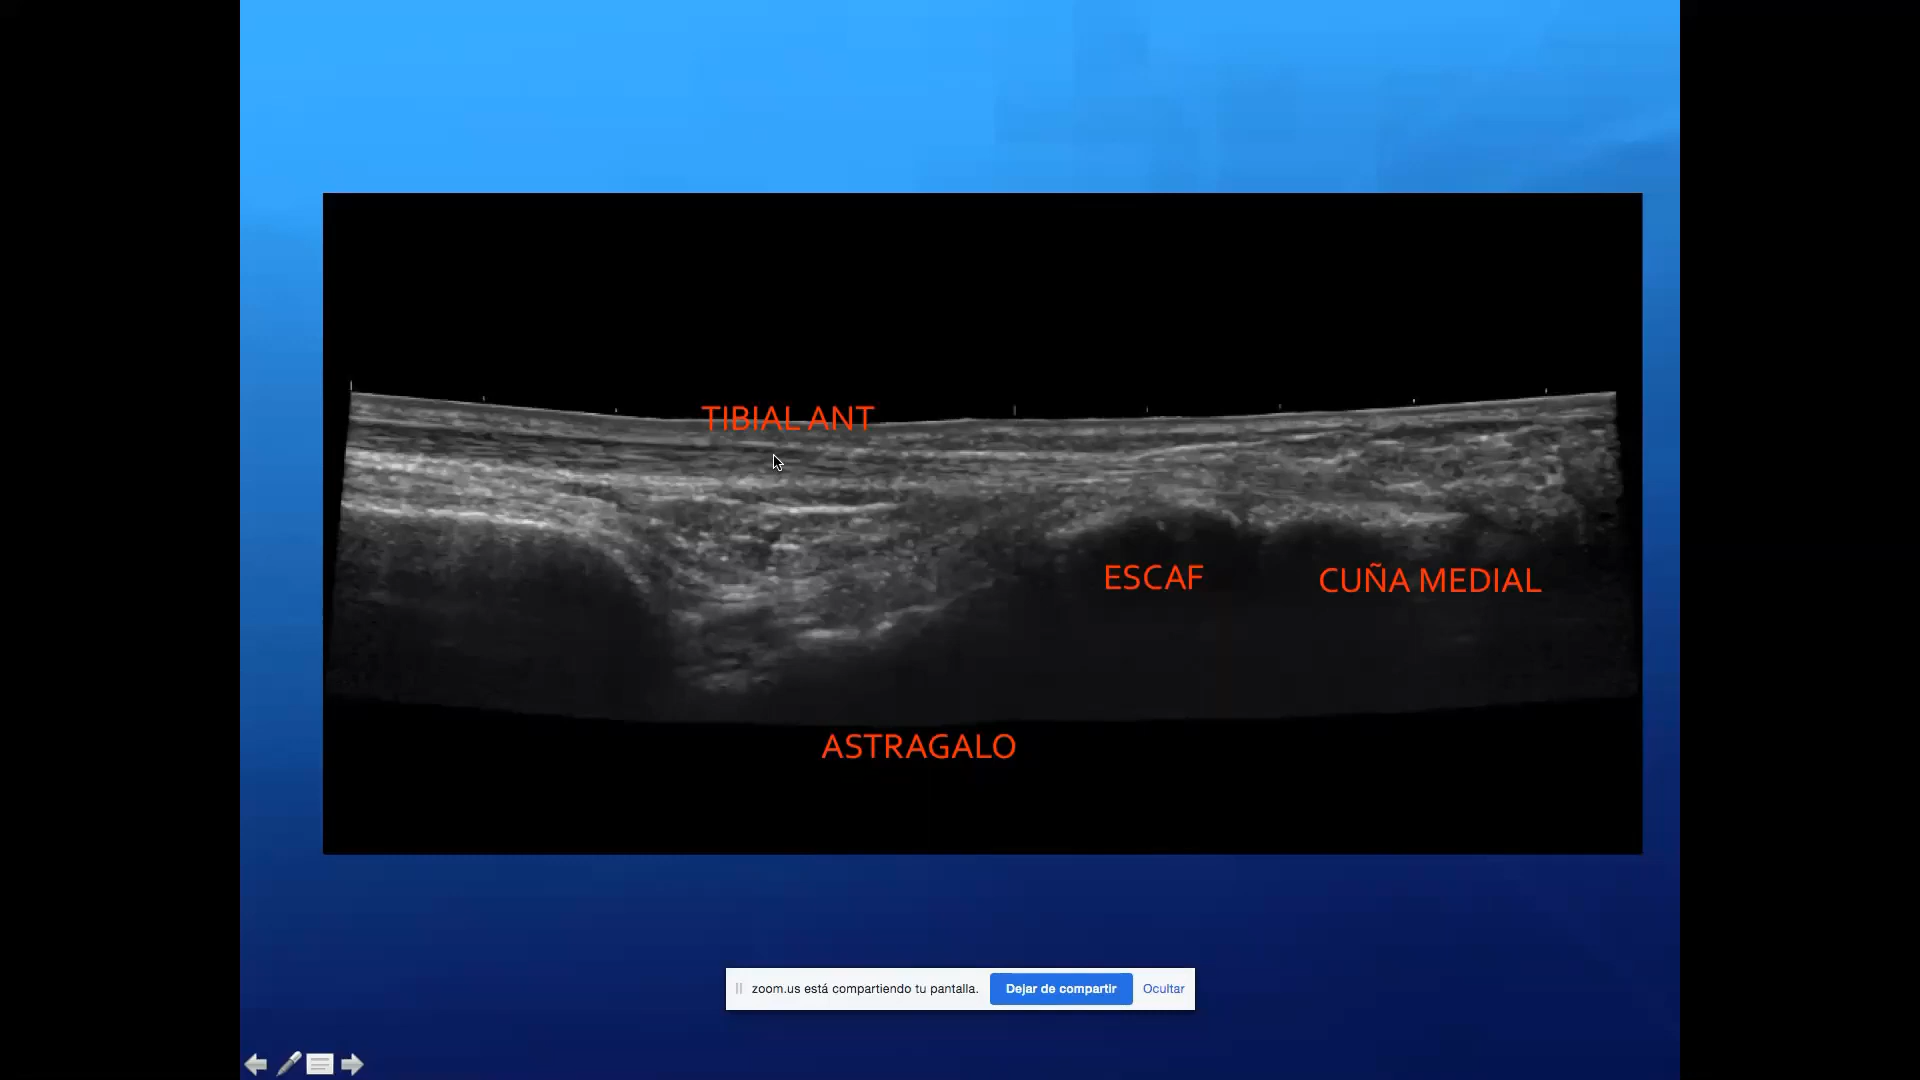 TIBIAL ANT
ESCAF
CUÑA MEDIAL
ASTRAGALO
zoom.us está compartiendo tu pantalla.
Dejar de compartir
Ocultar